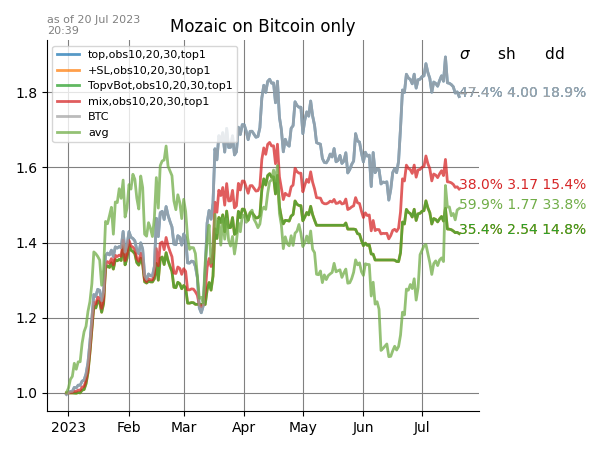 as of 20 Jul 2023
20:39
Mozaic on Bitcoin only
σ sh dd
top,obs10,20,30,top1
+SL,obs10,20,30,top1
TopvBot,obs10,20,30,top1
mix,obs10,20,30,top1
BTC
avg
47.4% 4.00 18.9%
38.0% 3.17 15.4%
59.9% 1.77 33.8%
35.4% 2.54 14.8%
1.8
1.6
1.4
1.2
1.0
2023 Feb Mar Apr May Jun Jul